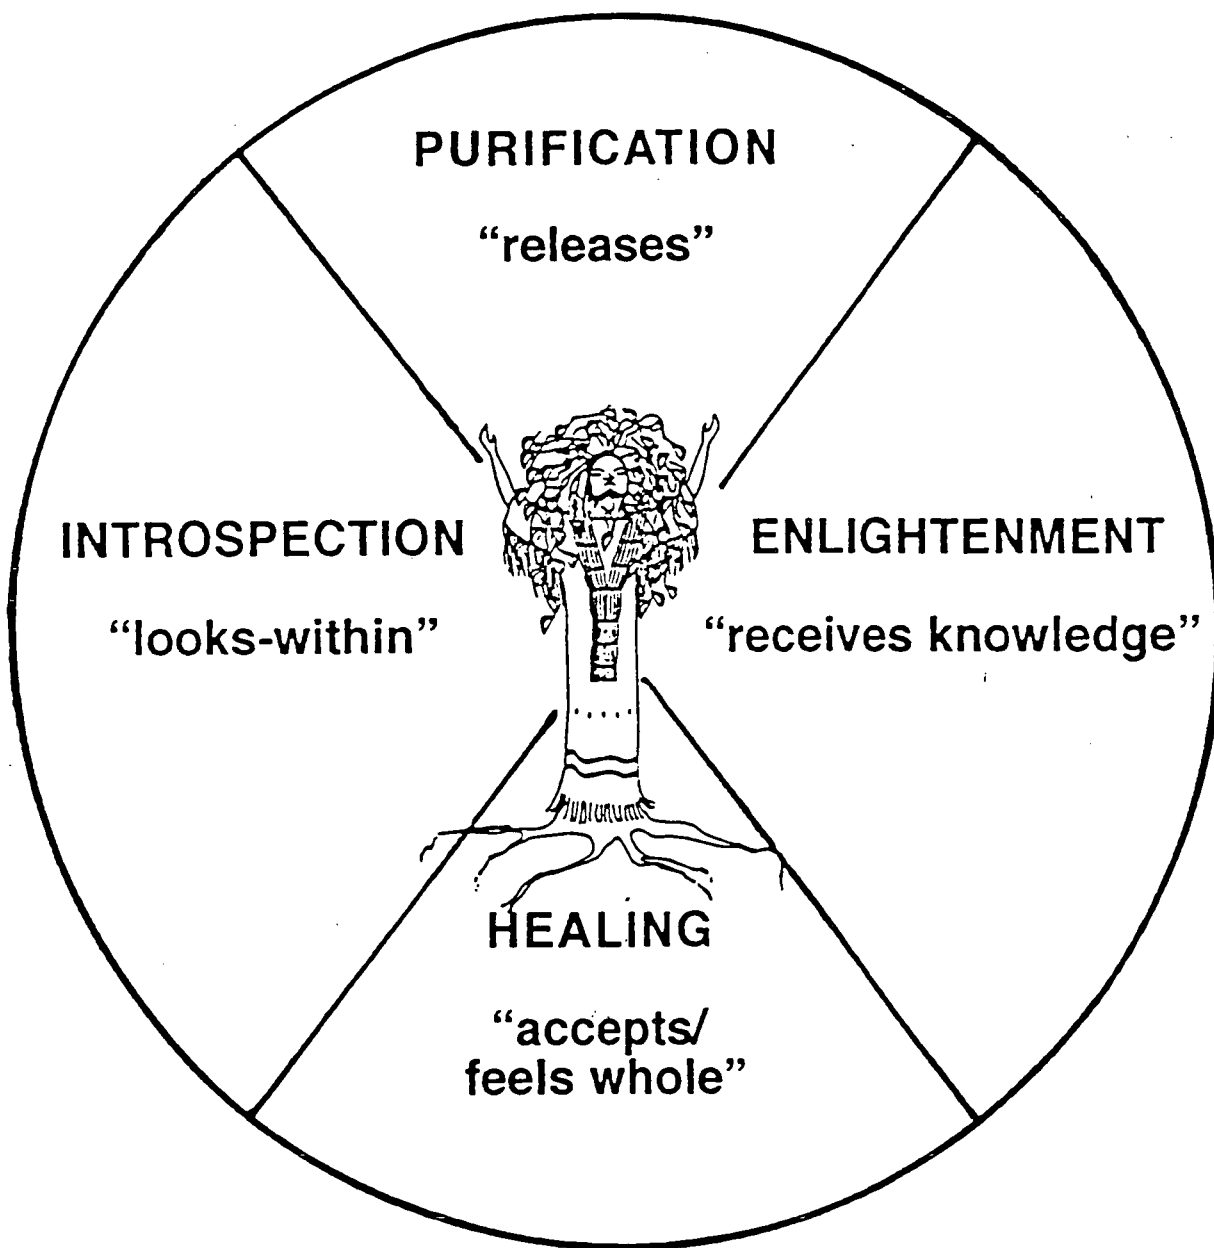 PURIFICATION
“releases”
INTROSPECTION
“looks-within”
ENLIGHTENMENT
“receives knowledge”
HEALING
“accepts/
feels whole”